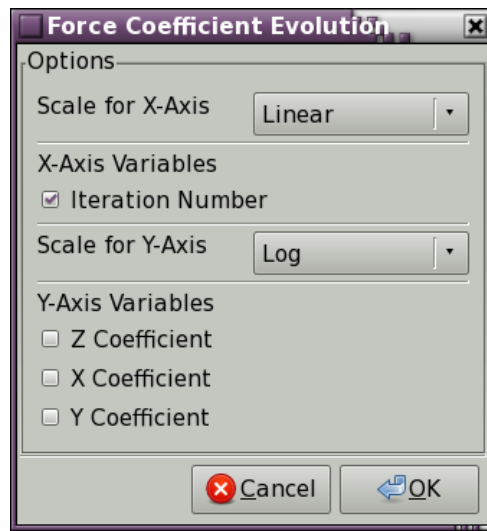 Force Coefficient Evolution
Options
Scale for X-Axis
Linear
X-Axis Variables
Iteration Number
Scale for Y-Axis
Log
Y-Axis Variables
Z Coefficient
X Coefficient
Y Coefficient
Cancel
OK